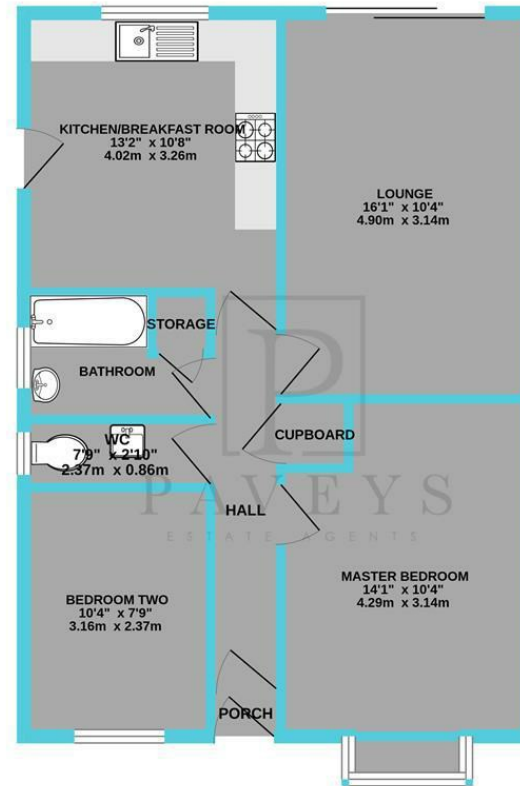 KITCHEN/BREAKFAST ROOM
13'2" x 10'8"
4.02m x 3.26m
LOUNGE
16'1" x 10'4"
4.90m x 3.14m
STORAGE
BATHROOM
P
CUPBOARD
WC
7'9" x 2'10"
2.37m x 0.86m
PAVEYS
ESTATE AGENTS
HALL
BEDROOM TWO
10'4" x 7'9"
3.16m x 2.37m
MASTER BEDROOM
14'1" x 10'4"
4.29m x 3.14m
PORCH